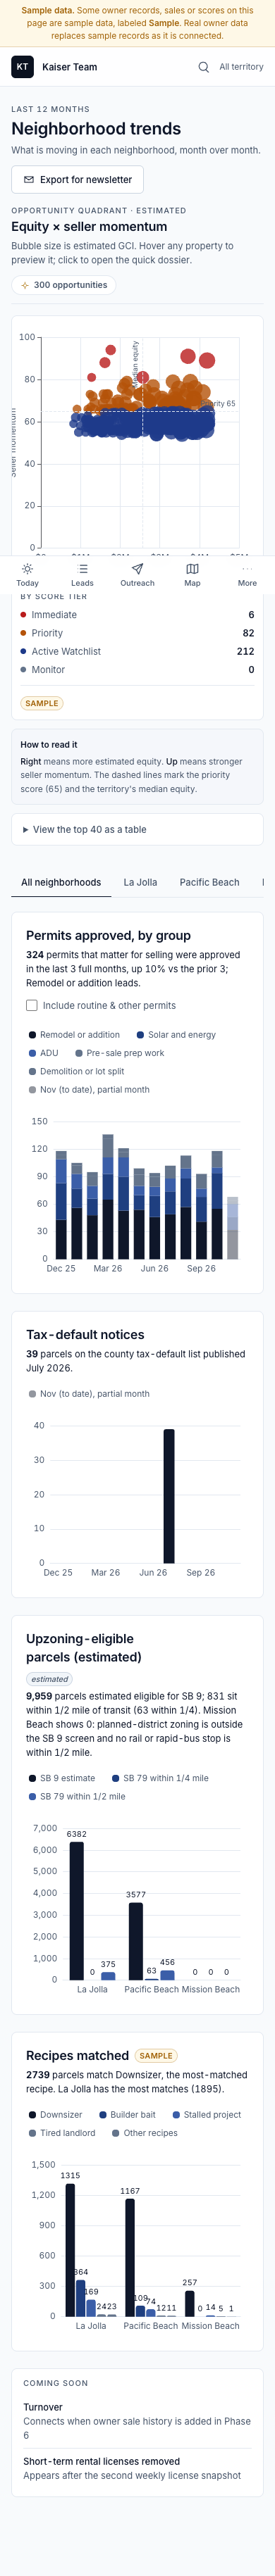 Sample data. Some owner records, sales or scores on this
page are sample data, labeled Sample. Real owner data
replaces sample records as it is connected.
KT
Kaiser Team
All territory
LAST 12 MONTHS
Neighborhood trends
What is moving in each neighborhood, month over month.
Export for newsletter
OPPORTUNITY QUADRANT · ESTIMATED
Equity × seller momentum
Bubble size is estimated GCI. Hover any property to
preview it; click to open the quick dossier.
300 opportunities
100
80
60
40
20
0
Seller momentum
Median equity
Priority 65
Today
Leads
Outreach
Map
More
BY SCORE TIER
Immediate 6
Priority 82
Active Watchlist 212
Monitor 0
SAMPLE
How to read it
Right means more estimated equity. Up means stronger
seller momentum. The dashed lines mark the priority
score (65) and the territory's median equity.
View the top 40 as a table
All neighborhoods
La Jolla
Pacific Beach
Permits approved, by group
324 permits that matter for selling were approved
in the last 3 full months, up 10% vs the prior 3;
Remodel or addition leads.
Include routine & other permits
Remodel or addition
Solar and energy
ADU
Pre-sale prep work
Demolition or lot split
Nov (to date), partial month
150
120
90
60
30
0
Dec 25
Mar 26
Jun 26
Sep 26
Tax-default notices
39 parcels on the county tax-default list published
July 2026.
Nov (to date), partial month
40
30
20
10
0
Dec 25
Mar 26
Jun 26
Sep 26
Upzoning-eligible
parcels (estimated)
estimated
9,959 parcels estimated eligible for SB 9; 831 sit
within 1/2 mile of transit (63 within 1/4). Mission
Beach shows 0: planned-district zoning is outside
the SB 9 screen and no rail or rapid-bus stop is
within 1/2 mile.
SB 9 estimate
SB 79 within 1/4 mile
SB 79 within 1/2 mile
7,000
6,000
5,000
4,000
3,000
2,000
1,000
0
6382
0
375
3577
63
456
0
0
0
La Jolla
Pacific Beach
Mission Beach
Recipes matched
SAMPLE
2739 parcels match Downsizer, the most-matched
recipe. La Jolla has the most matches (1895).
Downsizer
Builder bait
Stalled project
Tired landlord
Other recipes
1,500
1,200
900
600
300
0
1315
364
169
24
23
1167
109
74
12
11
257
0
14
5
1
La Jolla
Pacific Beach
Mission Beach
COMING SOON
Turnover
Connects when owner sale history is added in Phase
6
Short-term rental licenses removed
Appears after the second weekly license snapshot